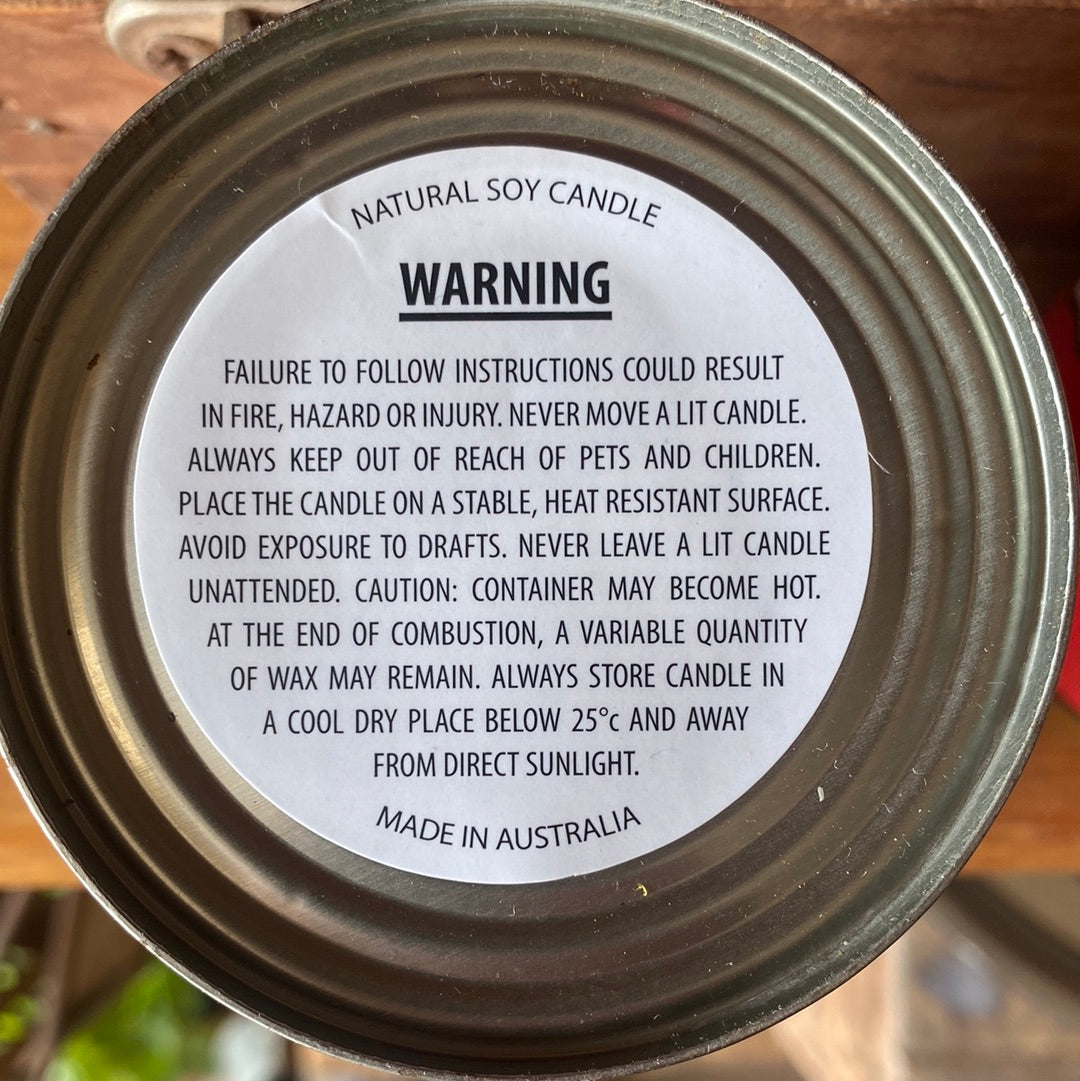 NATURAL SOY CANDLE
WARNING
FAILURE TO FOLLOW INSTRUCTIONS COULD RESULT
IN FIRE, HAZARD OR INJURY. NEVER MOVE A LIT CANDLE.
ALWAYS KEEP OUT OF REACH OF PETS AND CHILDREN.
PLACE THE CANDLE ON A STABLE, HEAT RESISTANT SURFACE.
AVOID EXPOSURE TO DRAFTS. NEVER LEAVE A LIT CANDLE
UNATTENDED. CAUTION: CONTAINER MAY BECOME HOT.
AT THE END OF COMBUSTION, A VARIABLE QUANTITY
OF WAX MAY REMAIN. ALWAYS STORE CANDLE IN
A COOL DRY PLACE BELOW 25°c AND AWAY
FROM DIRECT SUNLIGHT.
MADE IN AUSTRALIA